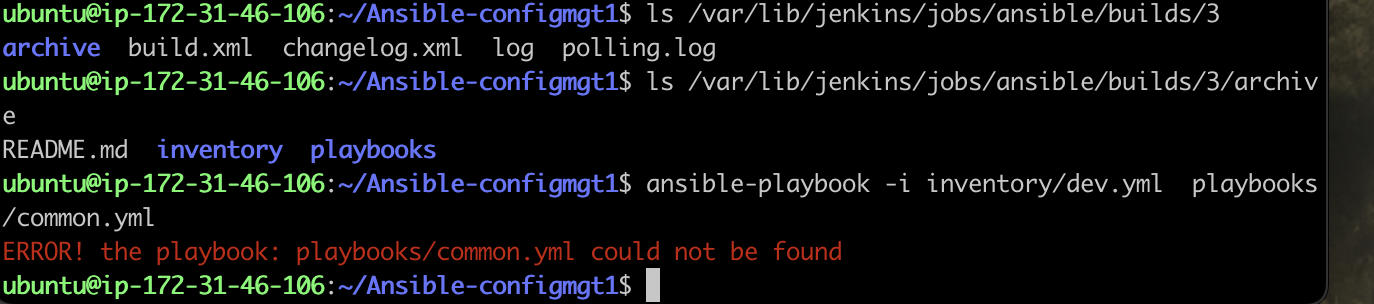 ubuntu@ip-172-31-46-106:~/Ansible-configmgt1$ ls /var/lib/jenkins/jobs/ansible/builds/3
archive  build.xml  changelog.xml  log  polling.log
ubuntu@ip-172-31-46-106:~/Ansible-configmgt1$ ls /var/lib/jenkins/jobs/ansible/builds/3/archiv
e
README.md  inventory  playbooks
ubuntu@ip-172-31-46-106:~/Ansible-configmgt1$ ansible-playbook -i inventory/dev.yml  playbooks
/common.yml
ERROR! the playbook: playbooks/common.yml could not be found
ubuntu@ip-172-31-46-106:~/Ansible-configmgt1$